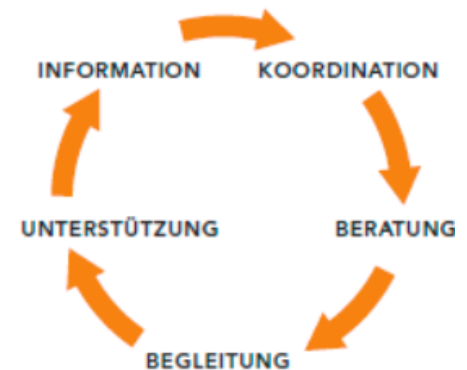 INFORMATION KOORDINATION
UNTERSTÜTZUNG BERATUNG
BEGLEITUNG